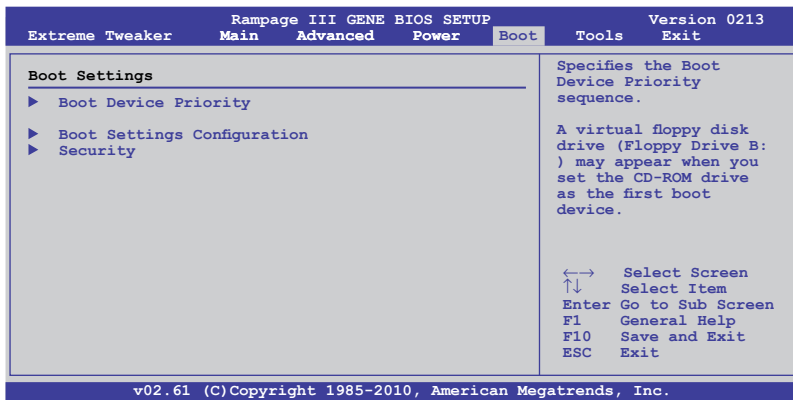 Rampage III GENE BIOS SETUP Version 0213
Extreme Tweaker Main Advanced Power Boot Tools Exit
Boot Settings
Boot Device Priority
Boot Settings Configuration
Security
Specifies the Boot
Device Priority
sequence.
A virtual floppy disk
drive (Floppy Drive B:
) may appear when you
set the CD-ROM drive
as the first boot
device.
←→ Select Screen
↑↓ Select Item
Enter Go to Sub Screen
F1 General Help
F10 Save and Exit
ESC Exit
v02.61 (C)Copyright 1985-2010, American Megatrends, Inc.